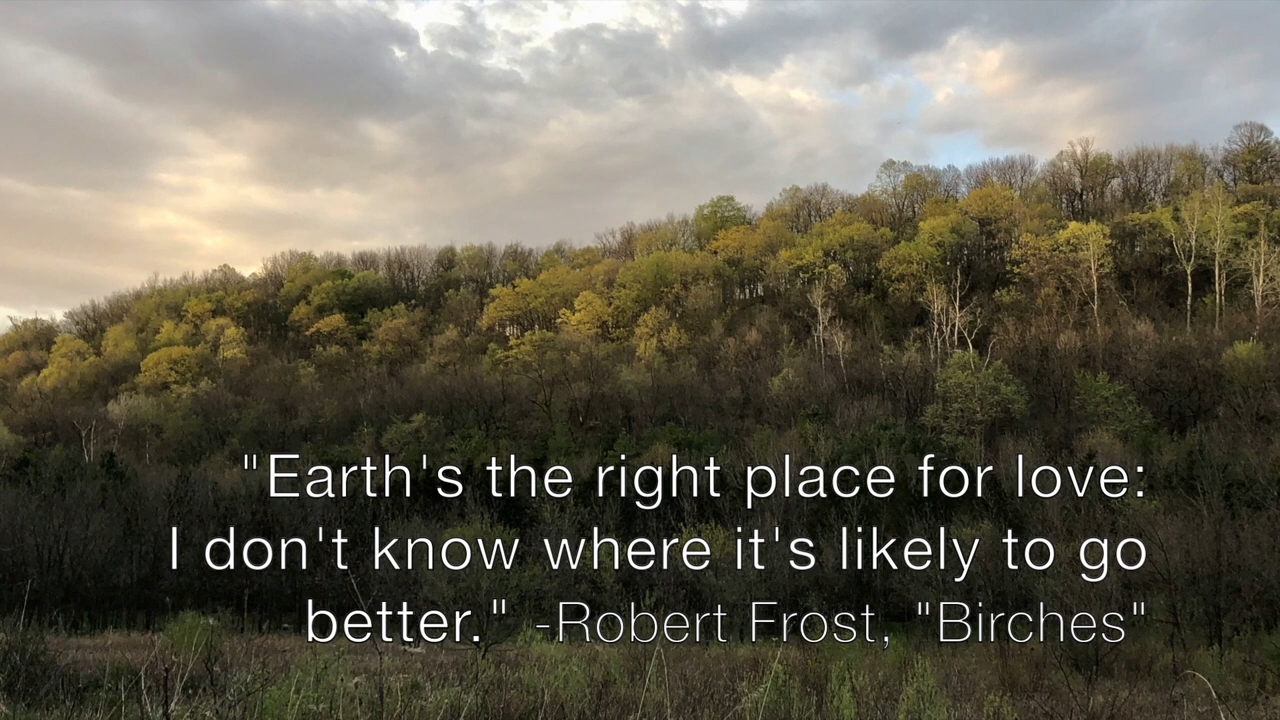 "Earth's the right place for love:
I don't know where it's likely to go
better." -Robert Frost, "Birches"